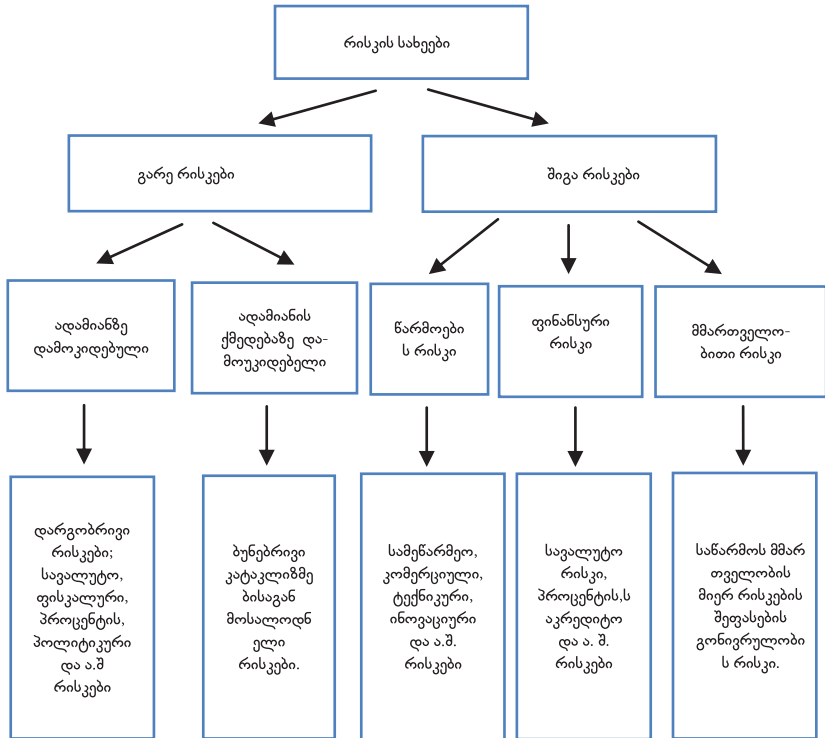 რისკის სახეები
გარე რისკები
შიგა რისკები
ადამიანზე
დამოკიდებული
ადამიანის
ქმედებაზე და-
მოუკიდებელი
წარმოები
ს რისკი
ფინანსური
რისკი
მმართველო-
ბითი რისკი
დარგობრივი
რისკები;
სავალუტო,
ფისკალური,
პროცენტის,
პოლიტიკური
და ა.შ
რისკები
ბუნებრივი
კატაკლიზმე
ბისაგან
მოსალოდნ
ელი
რისკები.
სამეწარმეო,
კომერციული,
ტექნიკური,
ინოვაციური
და ა.შ.
რისკები
სავალუტო
რისკი,
პროცენტის,ს
აკრედიტო
და ა. შ.
რისკები
საწარმოს მმარ
თველობის
მიერ რისკების
შეფასების
გონივრულობი
ს რისკი.